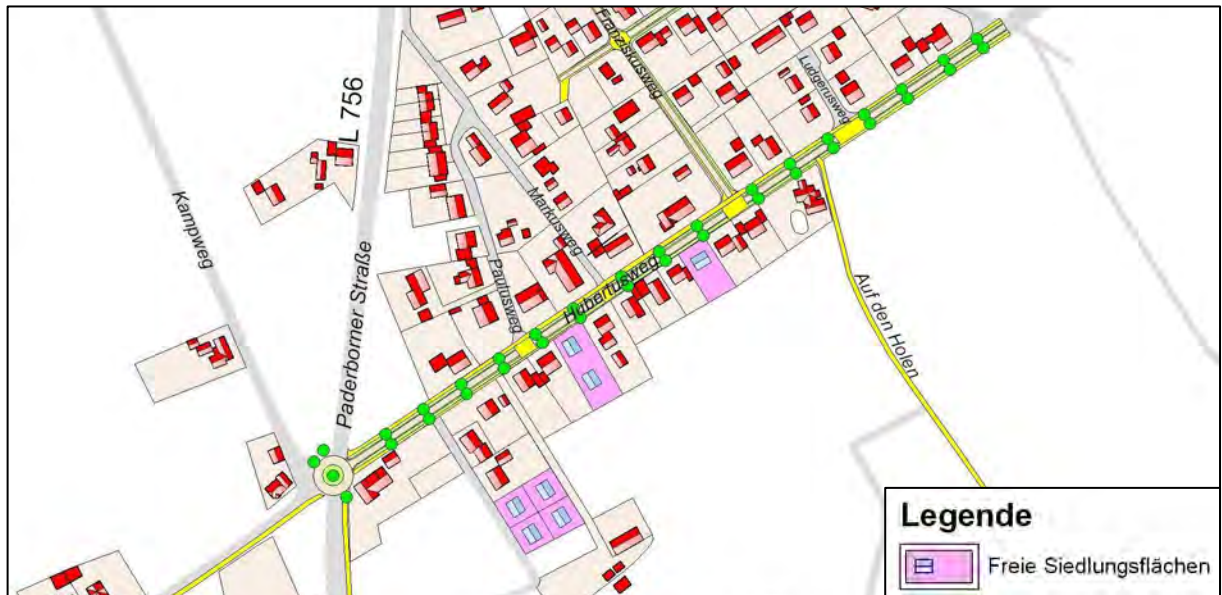 Franziskusweg
Ludgerusweg
L 756
Kampweg
Markusweg
Paderborner Straße
Paulusweg
Hubertusweg
Auf den Holen
Legende
Freie Siedlungsflächen